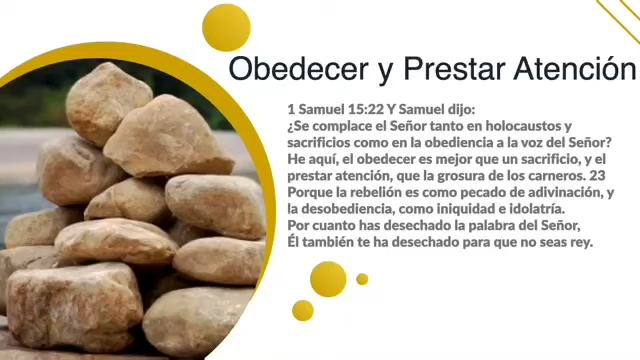 Obedecer y Prestar Atención
1 Samuel 15:22 Y Samuel dijo:
¿Se complace el Señor tanto en holocaustos y
sacrificios como en la obediencia a la voz del Señor?
He aquí, el obedecer es mejor que un sacrificio, y el
prestar atención, que la grosura de los carneros. 23
Porque la rebelión es como pecado de adivinación, y
la desobediencia, como iniquidad e idolatría.
Por cuanto has desechado la palabra del Señor,
Él también te ha desechado para que no seas rey.